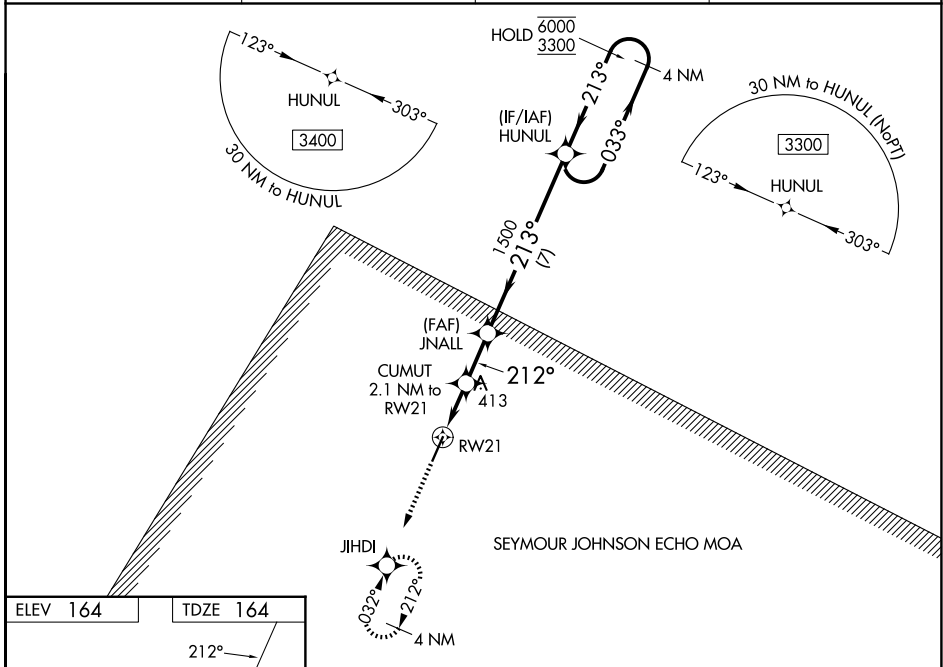 HOLD 6000
3300
4 NM
213°
033°
(IF/IAF)
HUNUL
123°
HUNUL
303°
3400
30 NM to HUNUL
30 NM to HUNUL (NoPT)
3300
123°
HUNUL
303°
1500
213°
(7)
(FAF)
JNALL
CUMUT
2.1 NM to
RW21
212°
413
RW21
JIHDI
SEYMOUR JOHNSON ECHO MOA
032°
212°
4 NM
ELEV 164
TDZE 164
212°